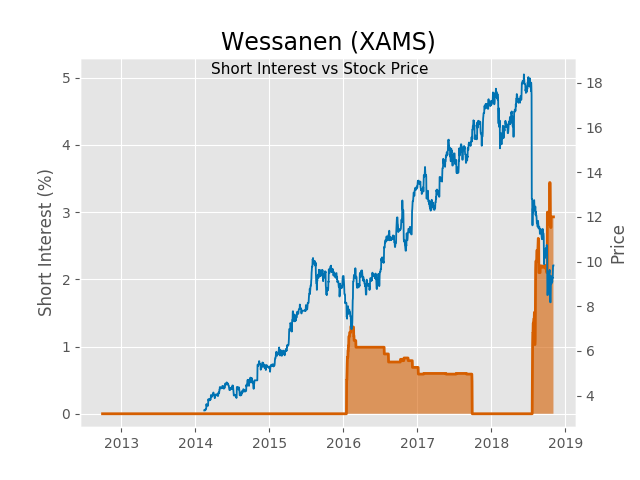 Wessanen (XAMS)
Short Interest vs Stock Price
Short Interest (%)
5
4
3
2
1
0
18
16
14
12
10
8
6
4
Price
2013 2014 2015 2016 2017 2018 2019